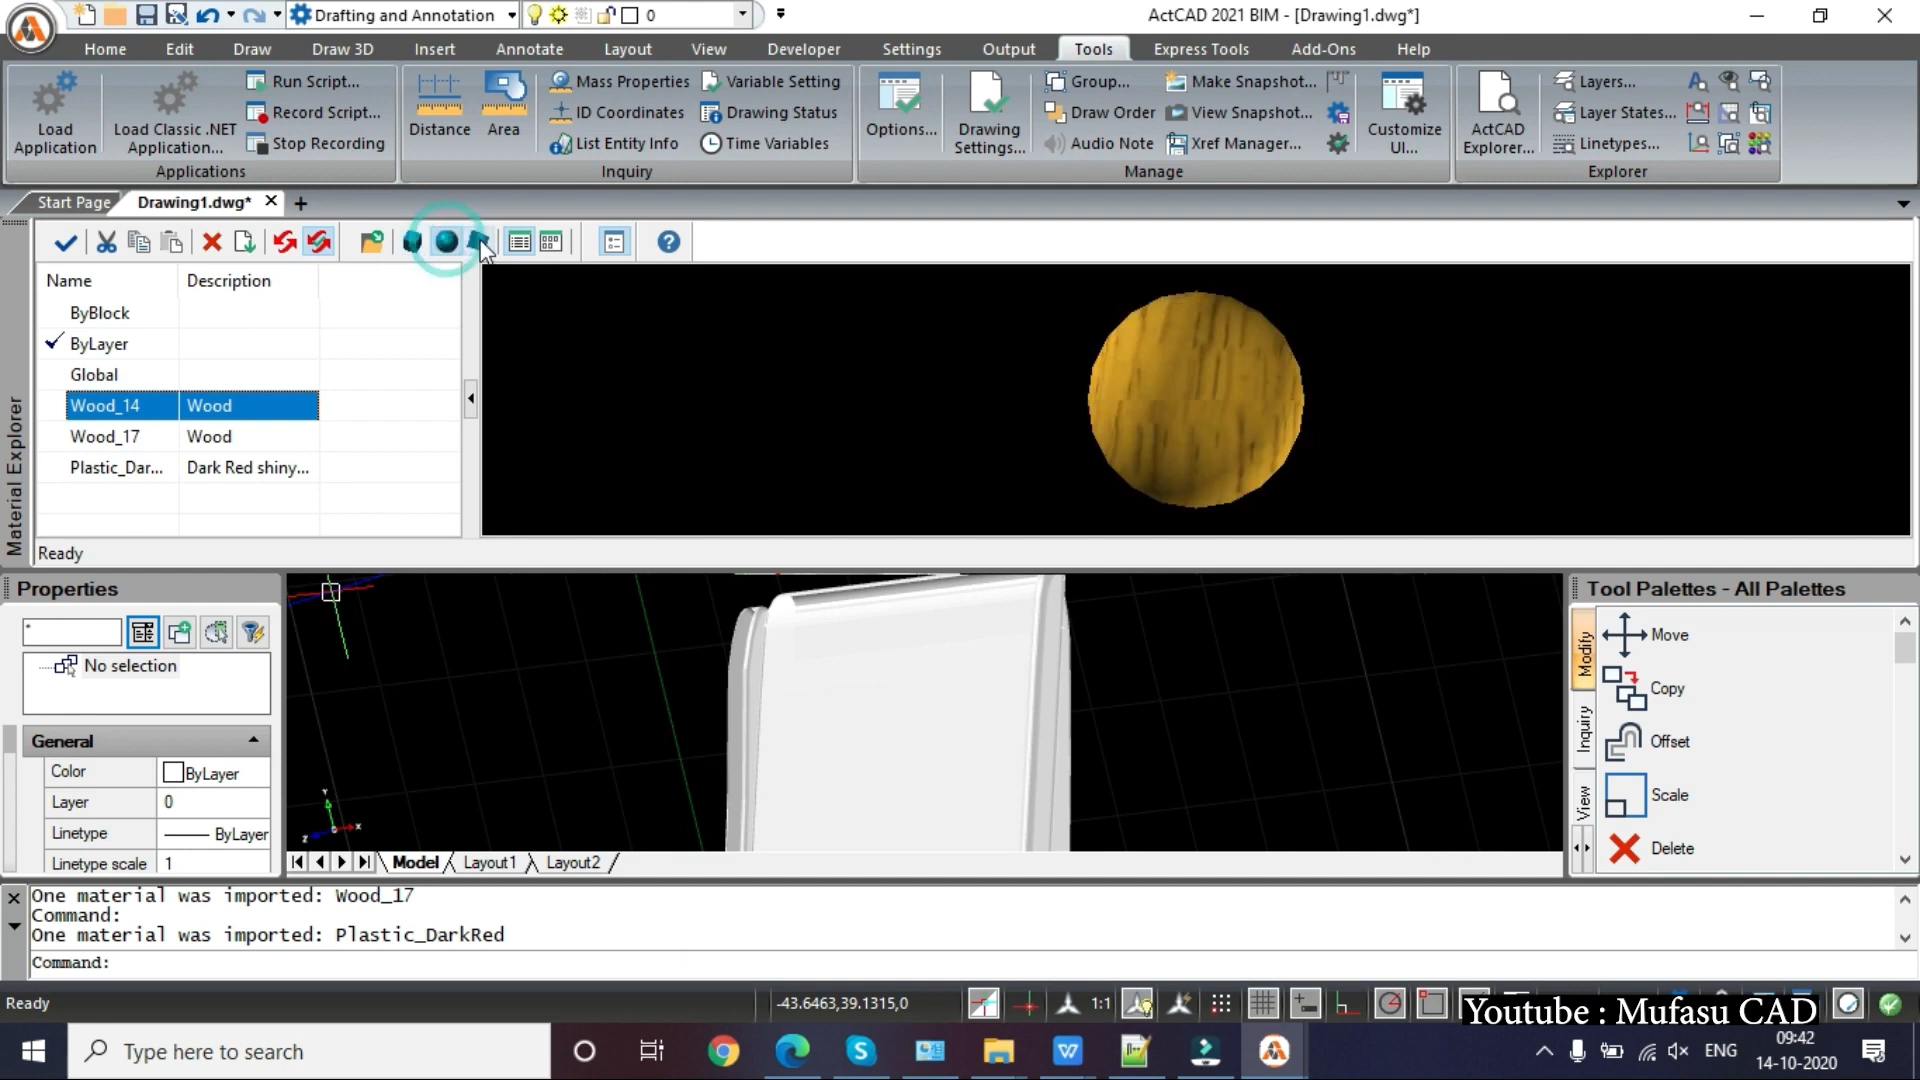 Drafting and Annotation
0
ActCAD 2021 BIM - [Drawing1.dwg*]
Home Edit Draw Draw 3D Insert Annotate Layout View Developer Settings Output Tools Express Tools Add-Ons Help
Load Application
Load Classic .NET Application...
Run Script...
Record Script...
Stop Recording
Applications
Distance
Area
Mass Properties
ID Coordinates
List Entity Info
Variable Setting
Drawing Status
Time Variables
Inquiry
Options...
Drawing Settings...
Group...
Draw Order
Audio Note
Make Snapshot...
View Snapshot...
Xref Manager...
Customize UI...
Manage
ActCAD Explorer...
Layers...
Layer States...
Linetypes...
Explorer
Start Page
Drawing1.dwg*
Material Explorer
Name Description
ByBlock
ByLayer
Global
Wood_14 Wood
Wood_17 Wood
Plastic_Dar... Dark Red shiny...
Ready
Properties
*
No selection
General
Color ByLayer
Layer 0
Linetype ByLayer
Linetype scale 1
Y
X
Z
Model Layout1 Layout2
Tool Palettes - All Palettes
Modify
Inquiry
View
Move
Copy
Offset
Scale
Delete
One material was imported: Wood_17
Command:
One material was imported: Plastic_DarkRed
Command:
Ready
-43.6463,39.1315,0
1:1
Youtube : Mufasu CAD
Type here to search
ENG
09:42
14-10-2020